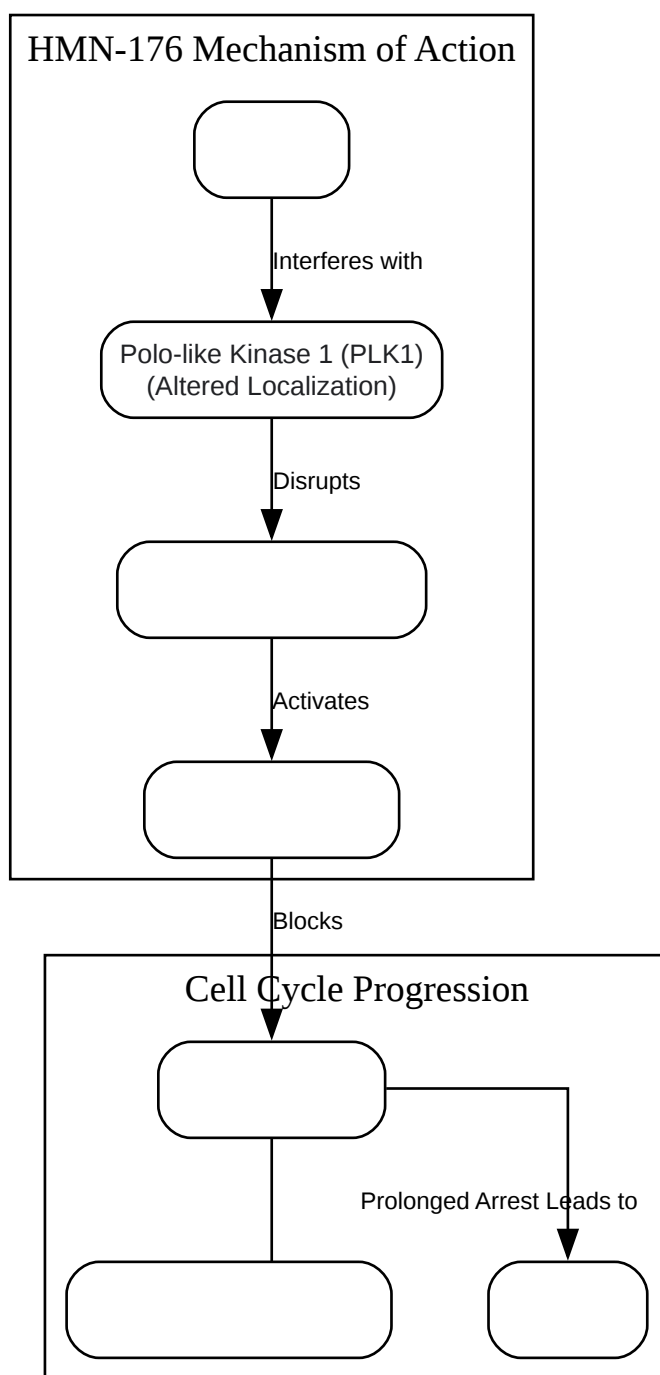 HMN-176 Mechanism of Action
Interferes with
Polo-like Kinase 1 (PLK1)
(Altered Localization)
Disrupts
Activates
Blocks
Cell Cycle Progression
Prolonged Arrest Leads to